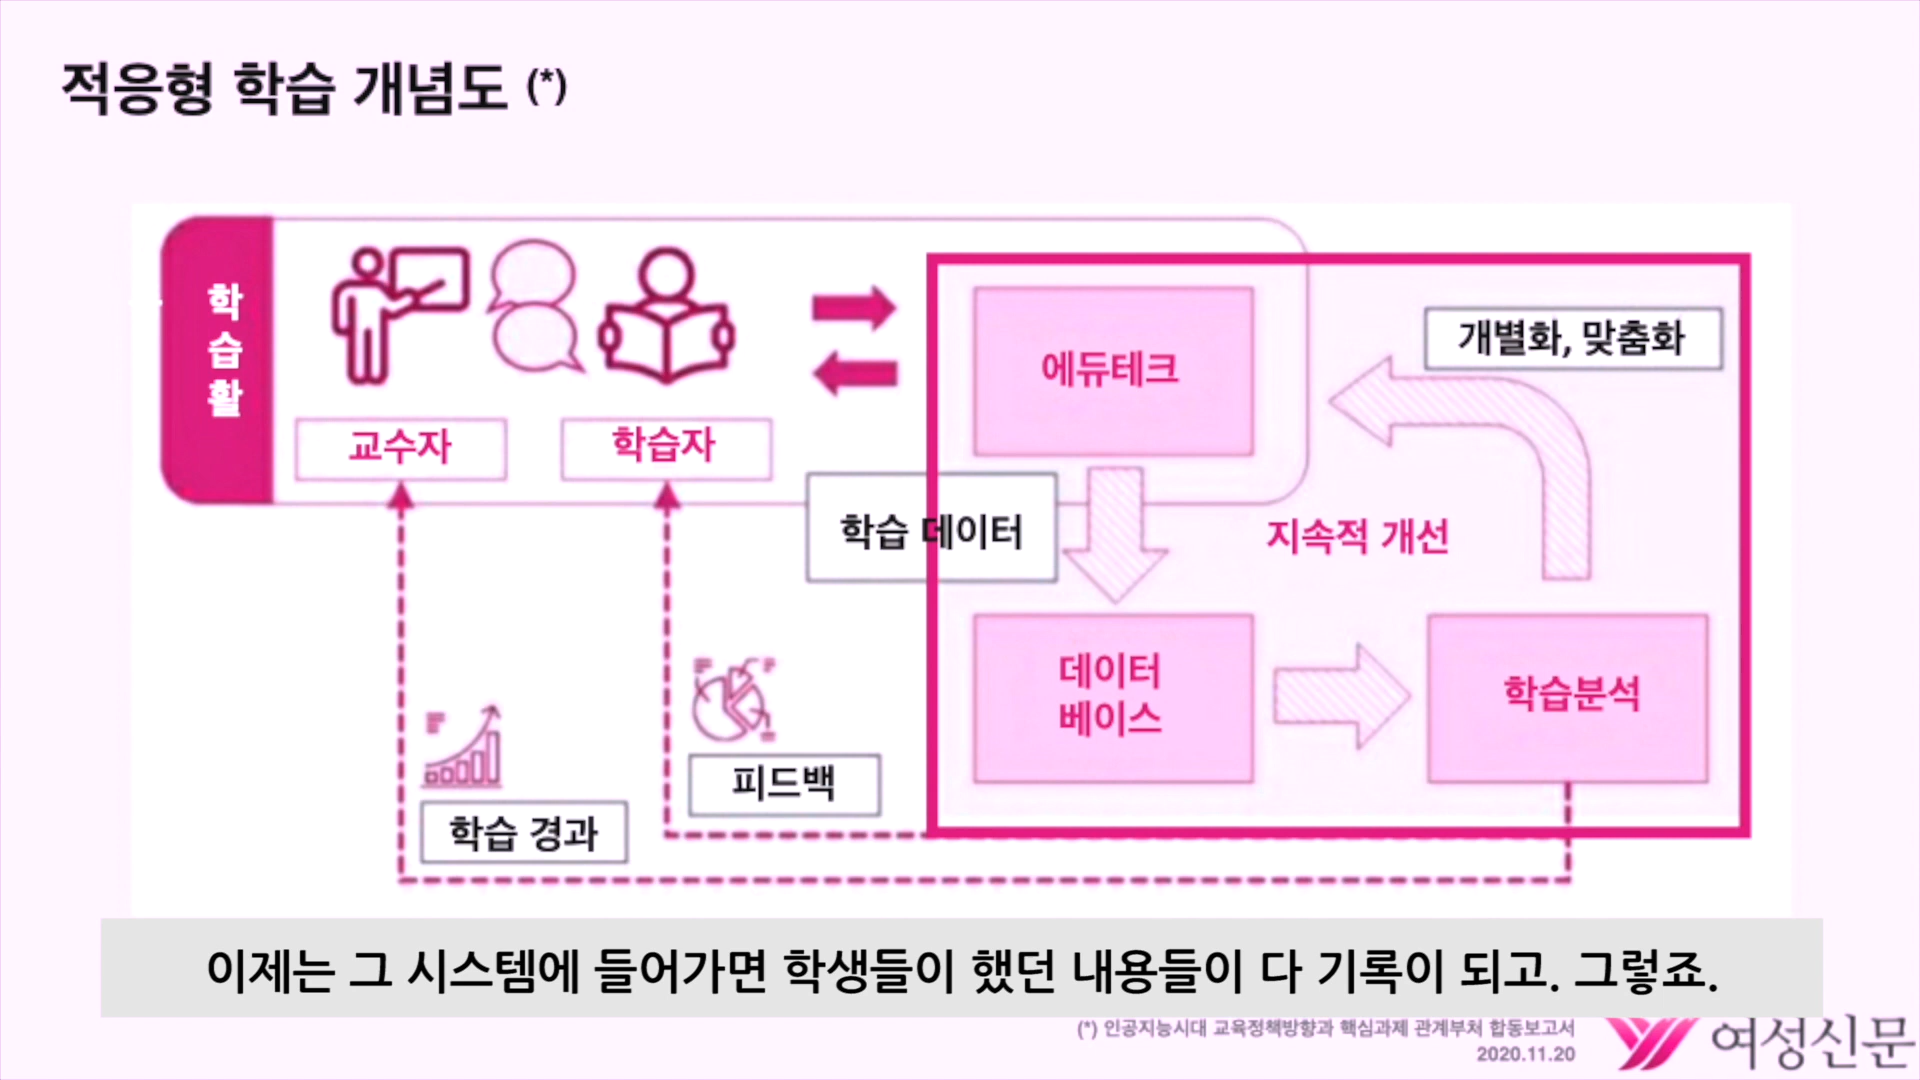 적응형 학습 개념도 (*)
학
습
활
교수자
학습자
에듀테크
개별화, 맞춤화
학습 데이터
지속적 개선
데이터
베이스
학습분석
피드백
학습 경과
이제는 그 시스템에 들어가면 학생들이 했던 내용들이 다 기록이 되고. 그렇죠.
(*) 인공지능시대 교육정책방향과 핵심과제 관계부처 합동보고서
2020.11.20
여성신문